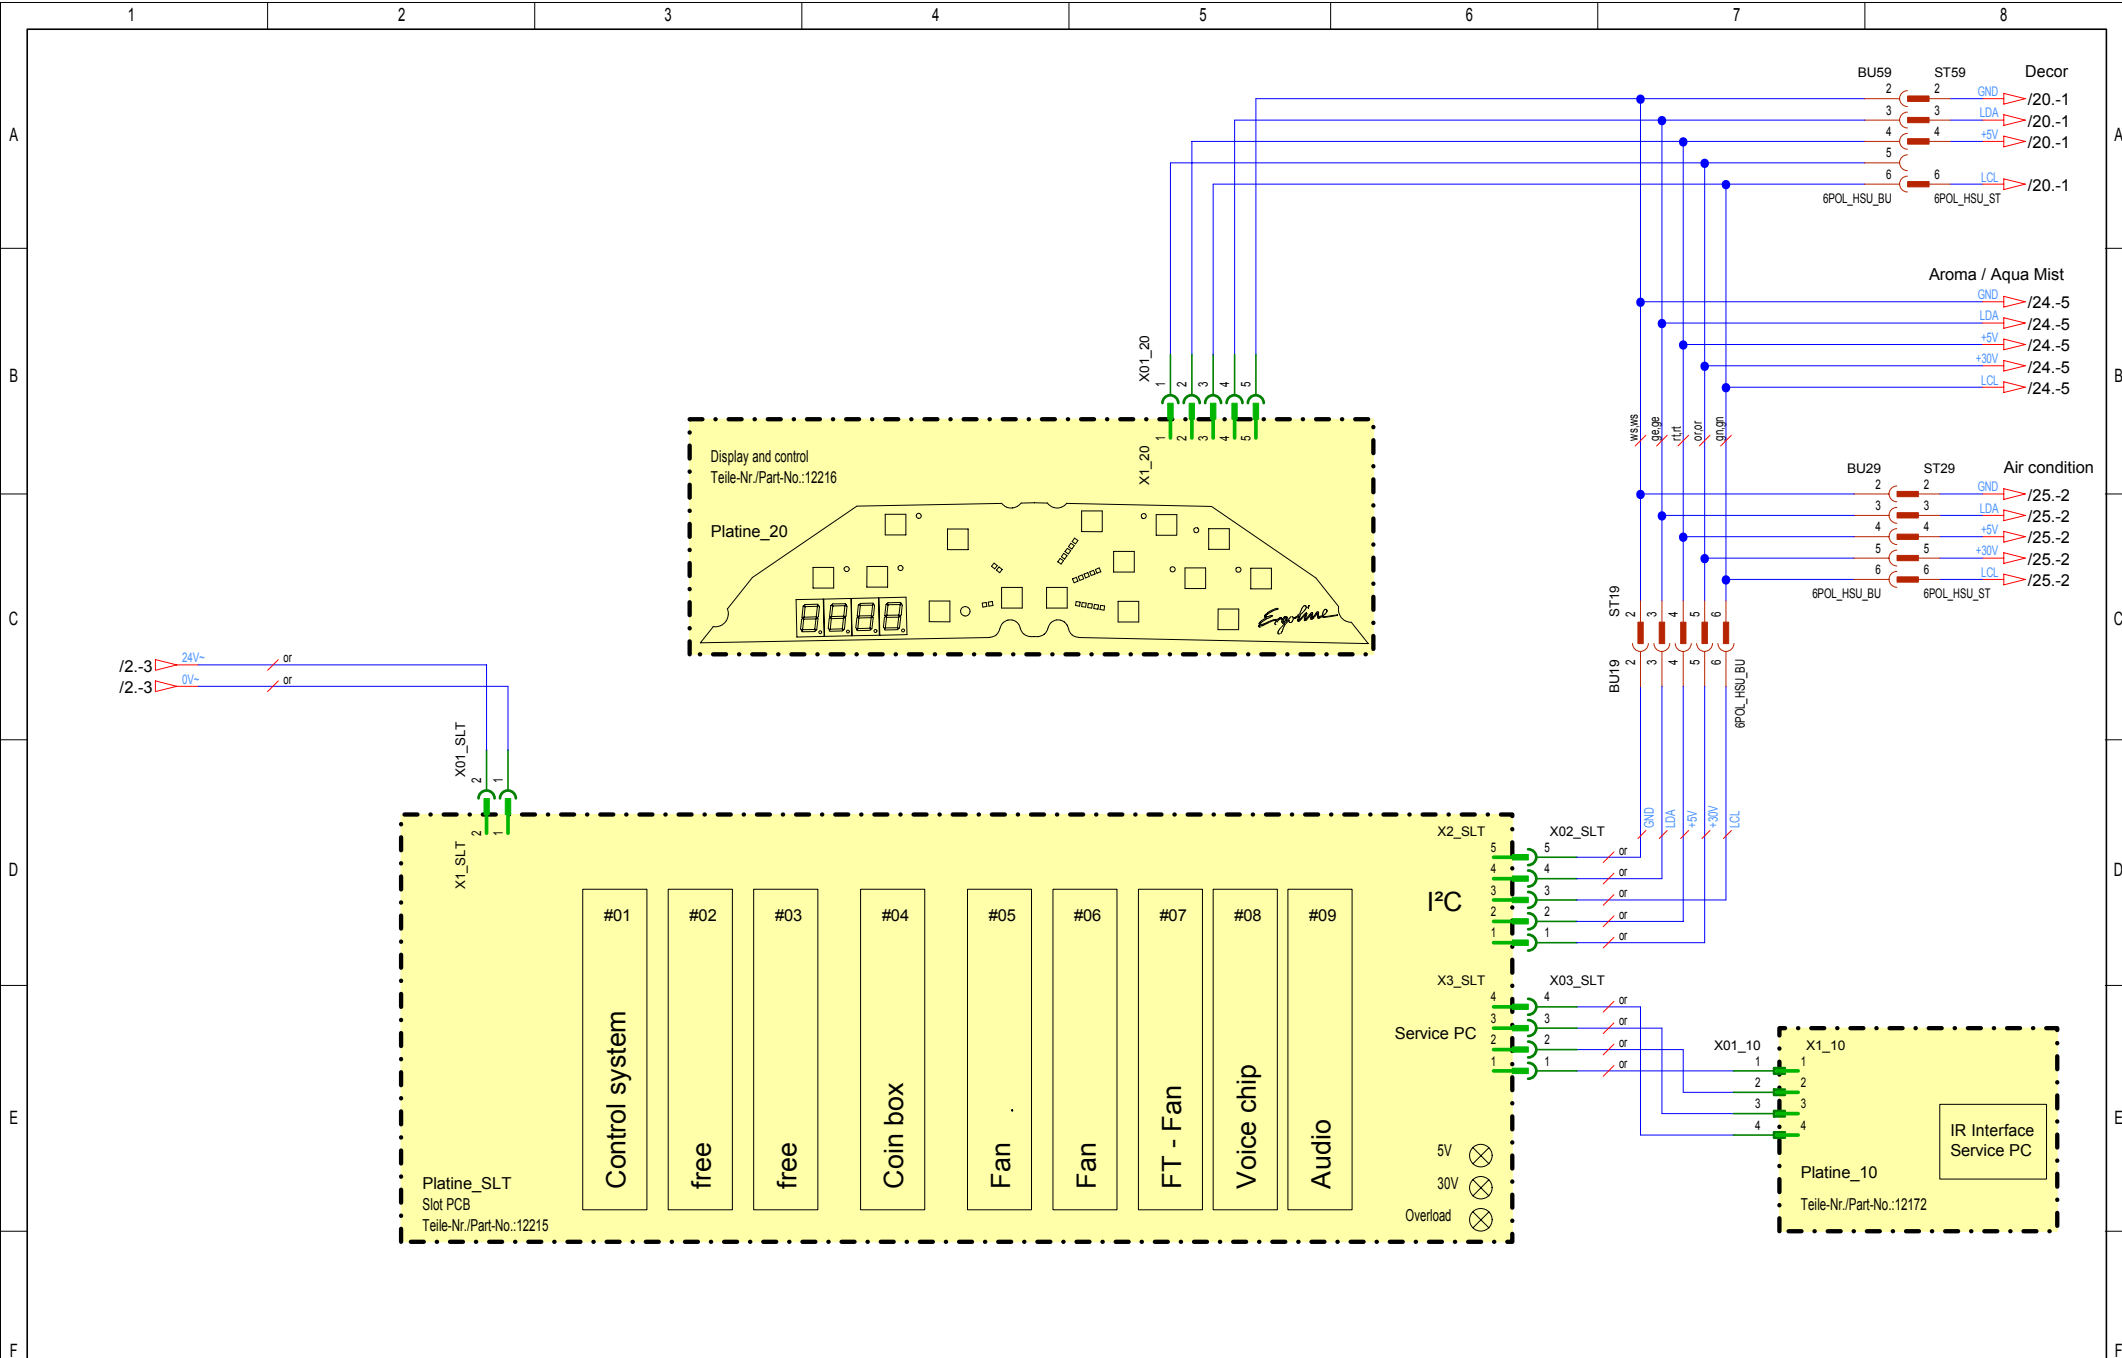 1 2 3 4 5 6 7 8
A A
B B
C C
D D
E E
F F
BU59 ST59 Decor
2 2 GND /20.-1
3 3 LDA /20.-1
4 4 +5V /20.-1
5
6 6 LCL /20.-1
6POL_HSU_BU 6POL_HSU_ST
Aroma / Aqua Mist
GND /24.-5
LDA /24.-5
+5V /24.-5
+30V /24.-5
LCL /24.-5
ws,ws ge,ge rt,rt or,or gn,gn
BU29 ST29 Air condition
2 2 GND /25.-2
3 3 LDA /25.-2
4 4 +5V /25.-2
5 5 +30V /25.-2
6 6 LCL /25.-2
6POL_HSU_BU 6POL_HSU_ST
X01_20
1 2 3 4 5
1 2 3 4 5
X1_20
Display and control
Teile-Nr./Part-No.:12216
Platine_20
8.8.8.8.
Ergoline
ST19
2 3 4 5 6
BU19
2 3 4 5 6
6POL_HSU_BU
/2.-3 24V~ or
/2.-3 0V~ or
X01_SLT
2 1
2 1
X1_SLT
GND LDA +5V +30V LCL
X2_SLT X02_SLT
5 5 or
4 4 or
3 3 or
2 2 or
1 1 or
I²C
#01 #02 #03 #04 #05 #06 #07 #08 #09
Control system
free
free
Coin box
Fan
Fan
FT - Fan
Voice chip
Audio
X3_SLT X03_SLT
4 4 or
3 3 or
2 2 or
1 1 or
Service PC
5V
30V
Overload
Platine_SLT
Slot PCB
Teile-Nr./Part-No.:12215
X01_10 X1_10
1 1
2 2
3 3
4 4
IR Interface
Service PC
Platine_10
Teile-Nr./Part-No.:12172